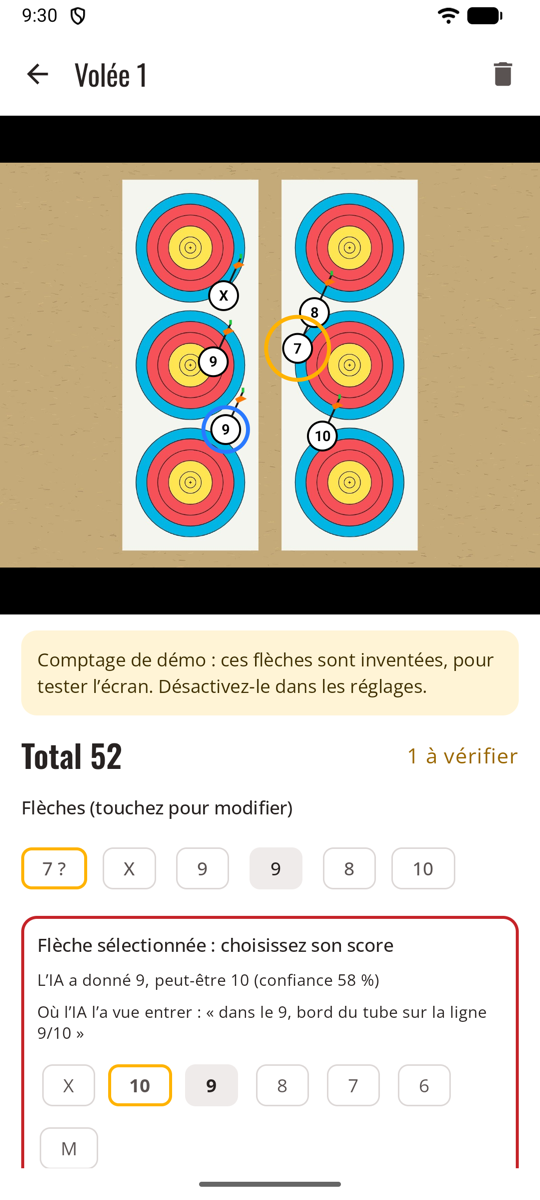 9:30
Volée 1
X
8
7
9
9
10
Comptage de démo : ces flèches sont inventées, pour
tester l’écran. Désactivez-le dans les réglages.
Total 52
1 à vérifier
Flèches (touchez pour modifier)
7 ?
X
9
9
8
10
Flèche sélectionnée : choisissez son score
L’IA a donné 9, peut-être 10 (confiance 58 %)
Où l’IA l’a vue entrer : « dans le 9, bord du tube sur la ligne
9/10 »
X
10
9
8
7
6
M